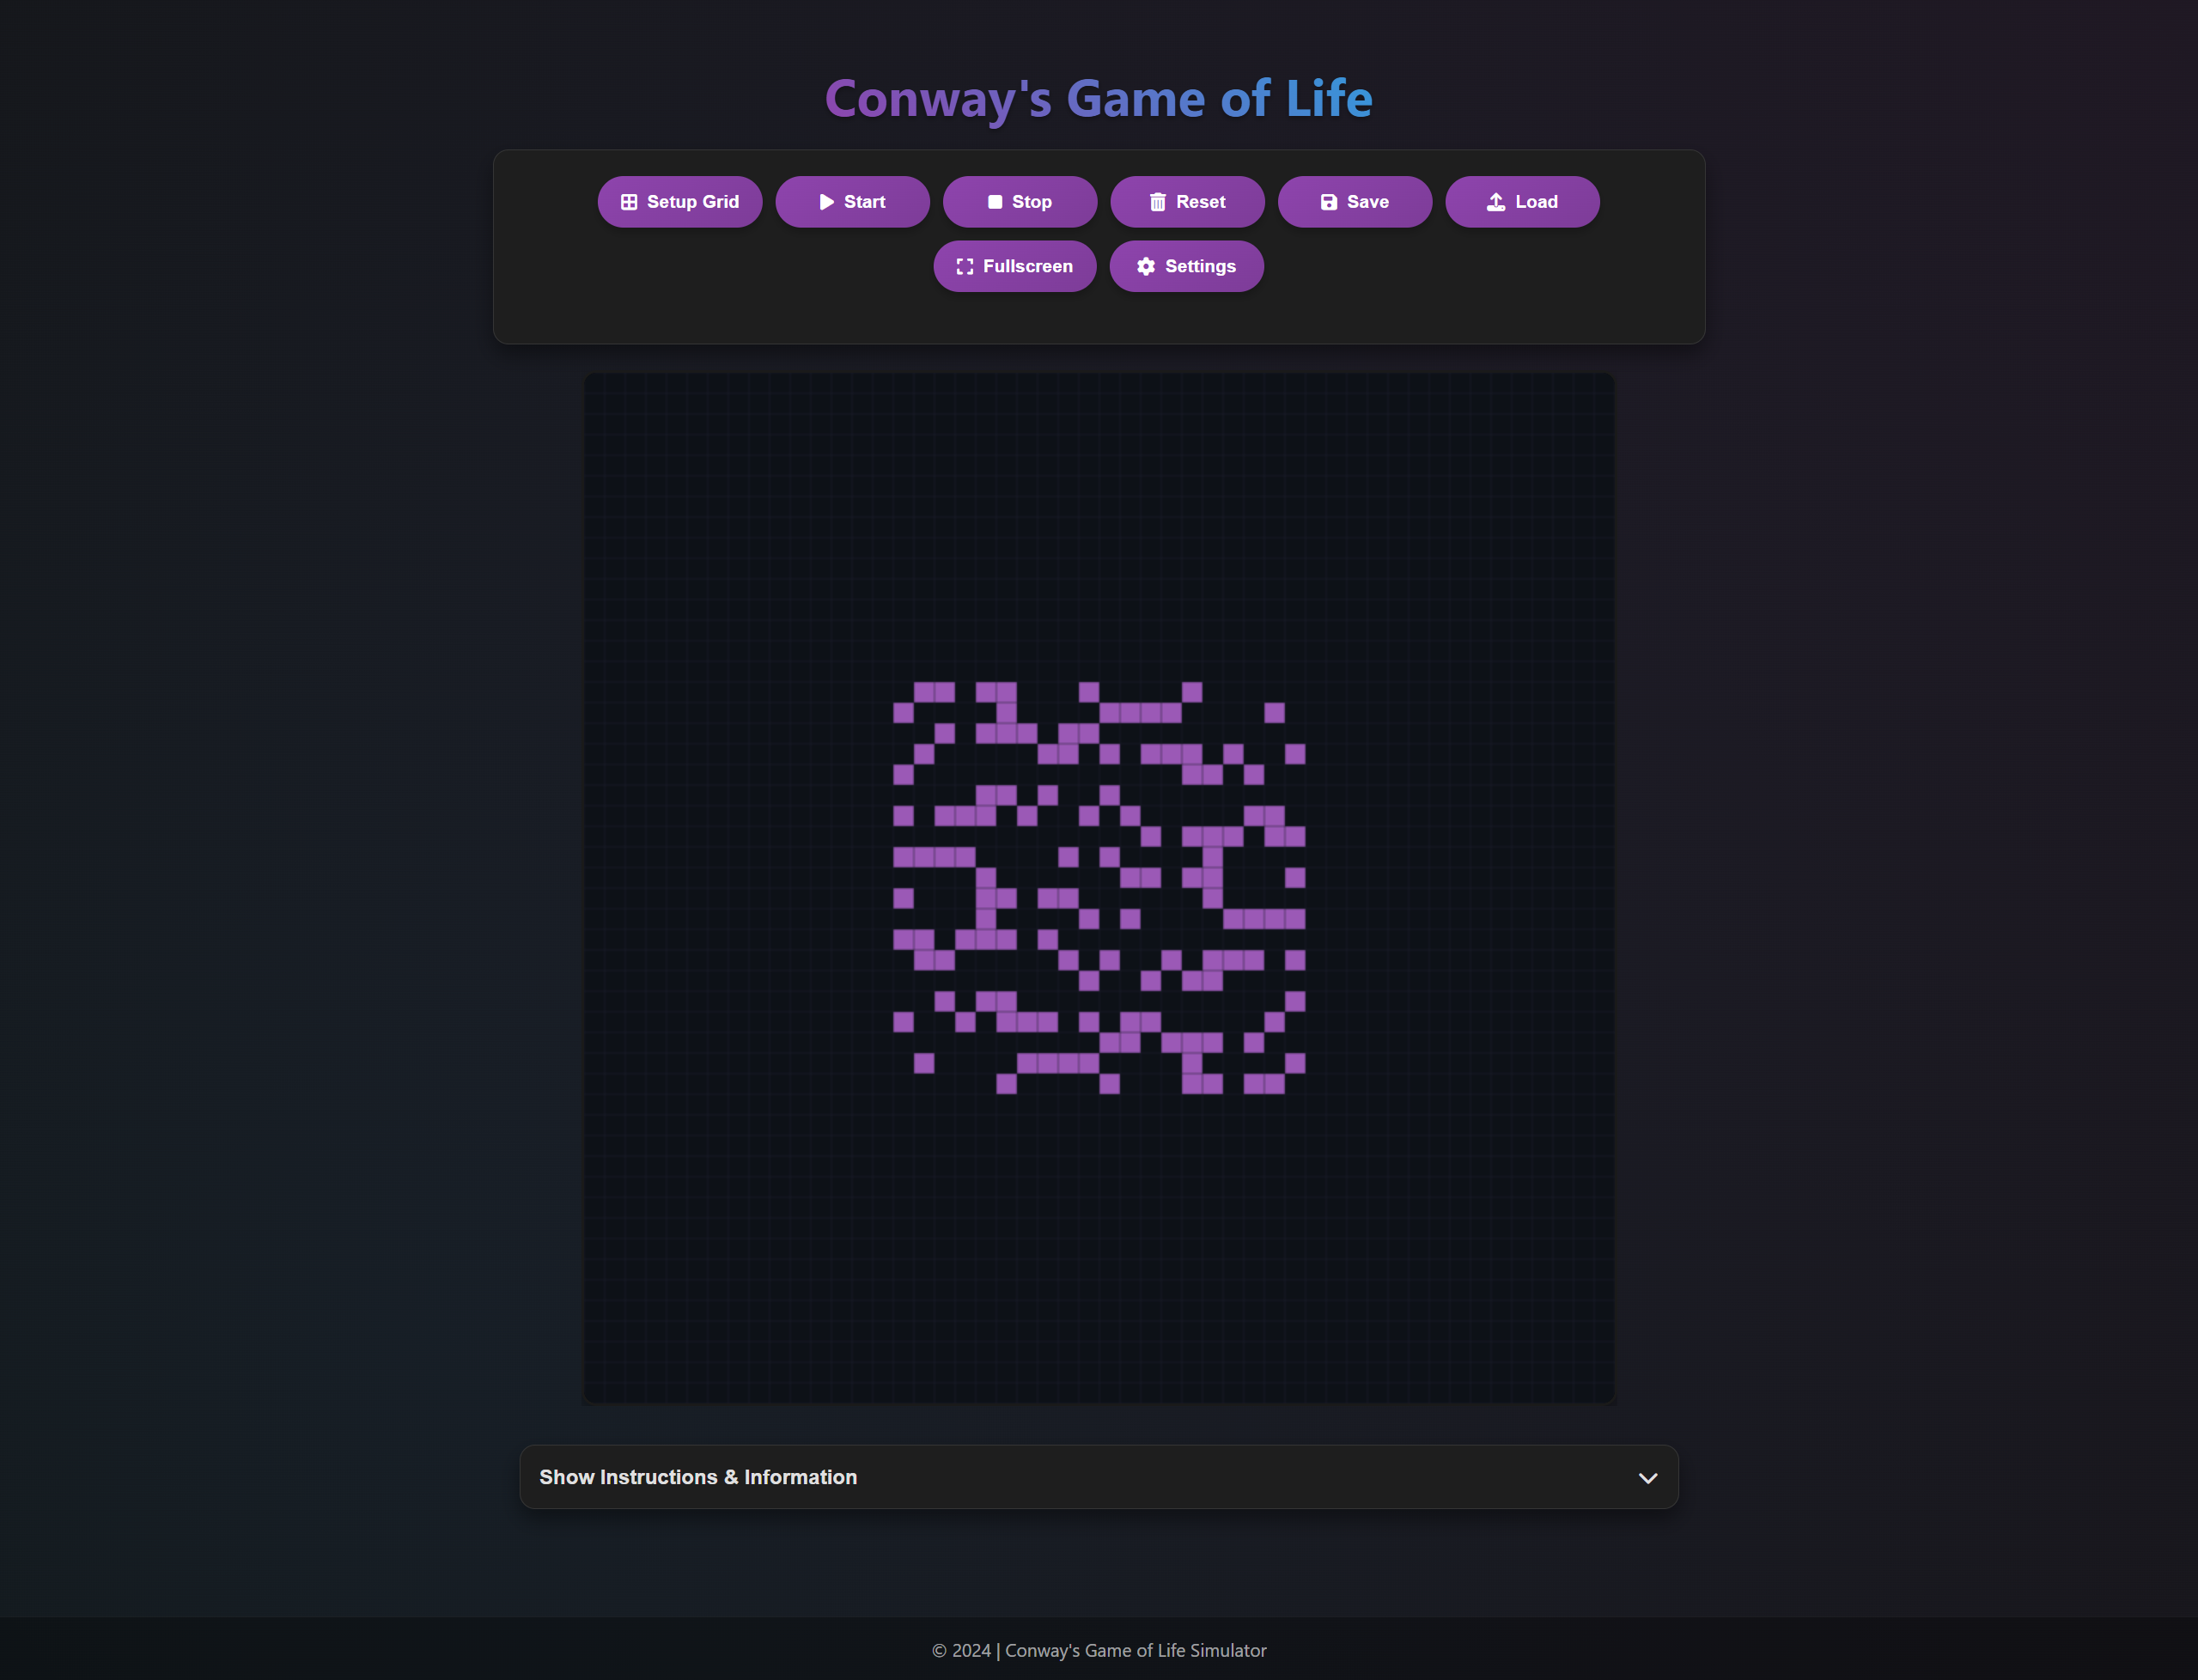 Conway's Game of Life
Setup Grid
Start
Stop
Reset
Save
Load
Fullscreen
Settings
Show Instructions & Information
© 2024 | Conway's Game of Life Simulator